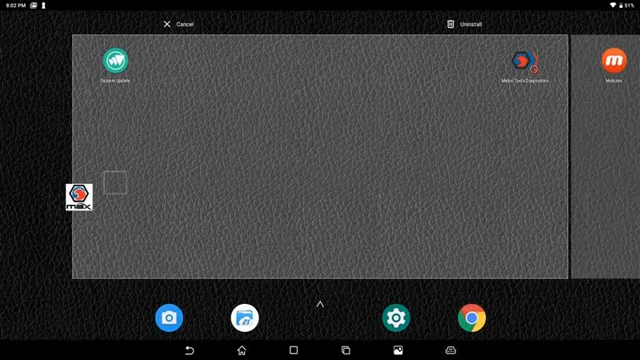 8:02 PM
51%
Cancel
Uninstall
System Update
Matco Tools Diagnostics
Mobizen
max